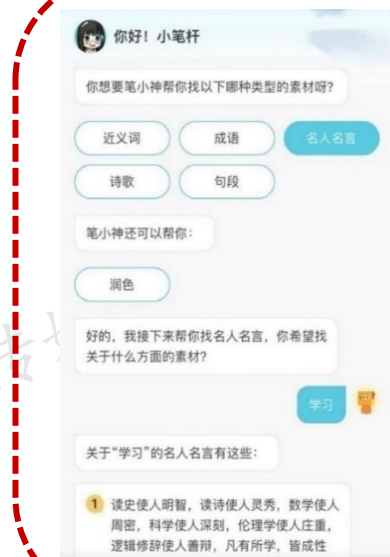 你好！小笔杆
你想要笔小神帮你找以下哪种类型的素材呀?
近义词 成语 名人名言
诗歌 句段
笔小神还可以帮你:
润色
好的，我接下来帮你找名人名言，你希望找
关于什么方面的素材?
学习
关于“学习”的名人名言有这些:
1 读史使人明智，读诗使人灵秀，数学使人
周密，科学使人深刻，伦理学使人庄重，
逻辑修辞使人善辩，凡有所学，皆成性